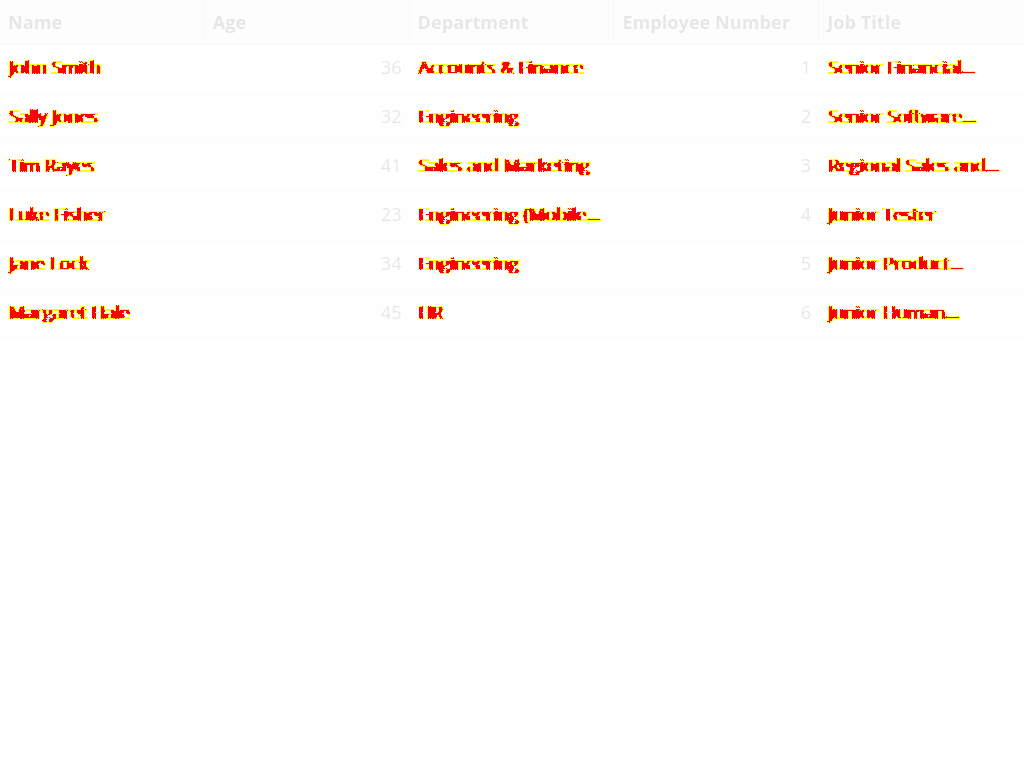 Name Age Department Employee Number Job Title
John Smith 36 Accounts & Finance 1 Senior Financial...
Sally Jones 32 Engineering 2 Senior Software...
Tim Rayes 41 Sales and Marketing 3 Regional Sales and...
Luke Fisher 23 Engineering (Mobile... 4 Junior Tester
Jane Lock 34 Engineering 5 Junior Product...
Margaret Hale 45 HR 6 Junior Human...